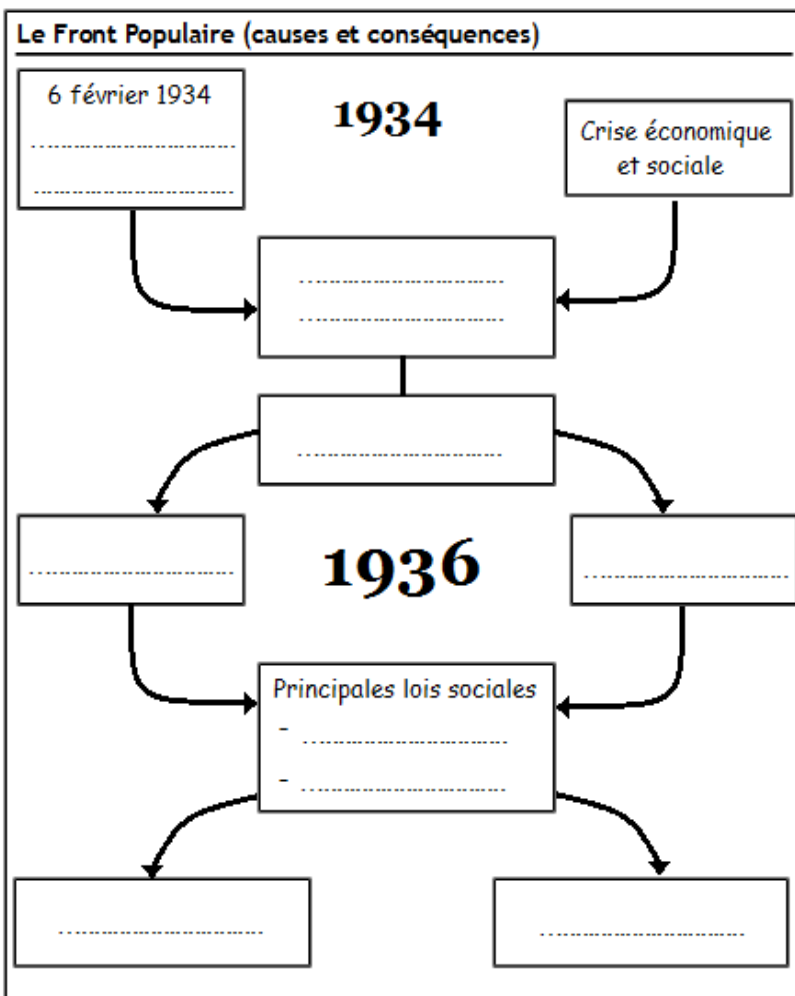 Le Front Populaire (causes et conséquences)
6 février 1934
1934
Crise économique
et sociale
1936
Principales lois sociales
-
-